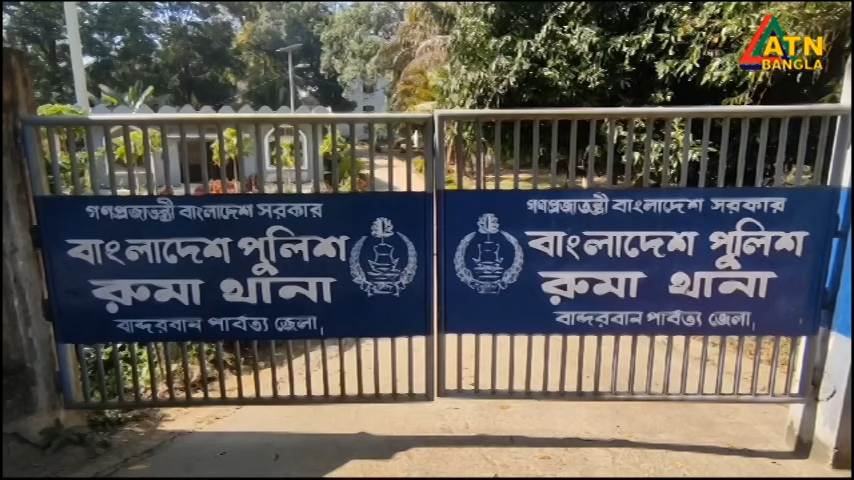 ATN
BANGLA
গণপ্রজাতন্ত্রী বাংলাদেশ সরকার
বাংলাদেশ পুলিশ
রুমা থানা
বান্দরবান পার্বত্য জেলা।
গণপ্রজাতন্ত্রী বাংলাদেশ সরকার
বাংলাদেশ পুলিশ
রুমা থানা
বান্দরবান পার্বত্য জেলা।